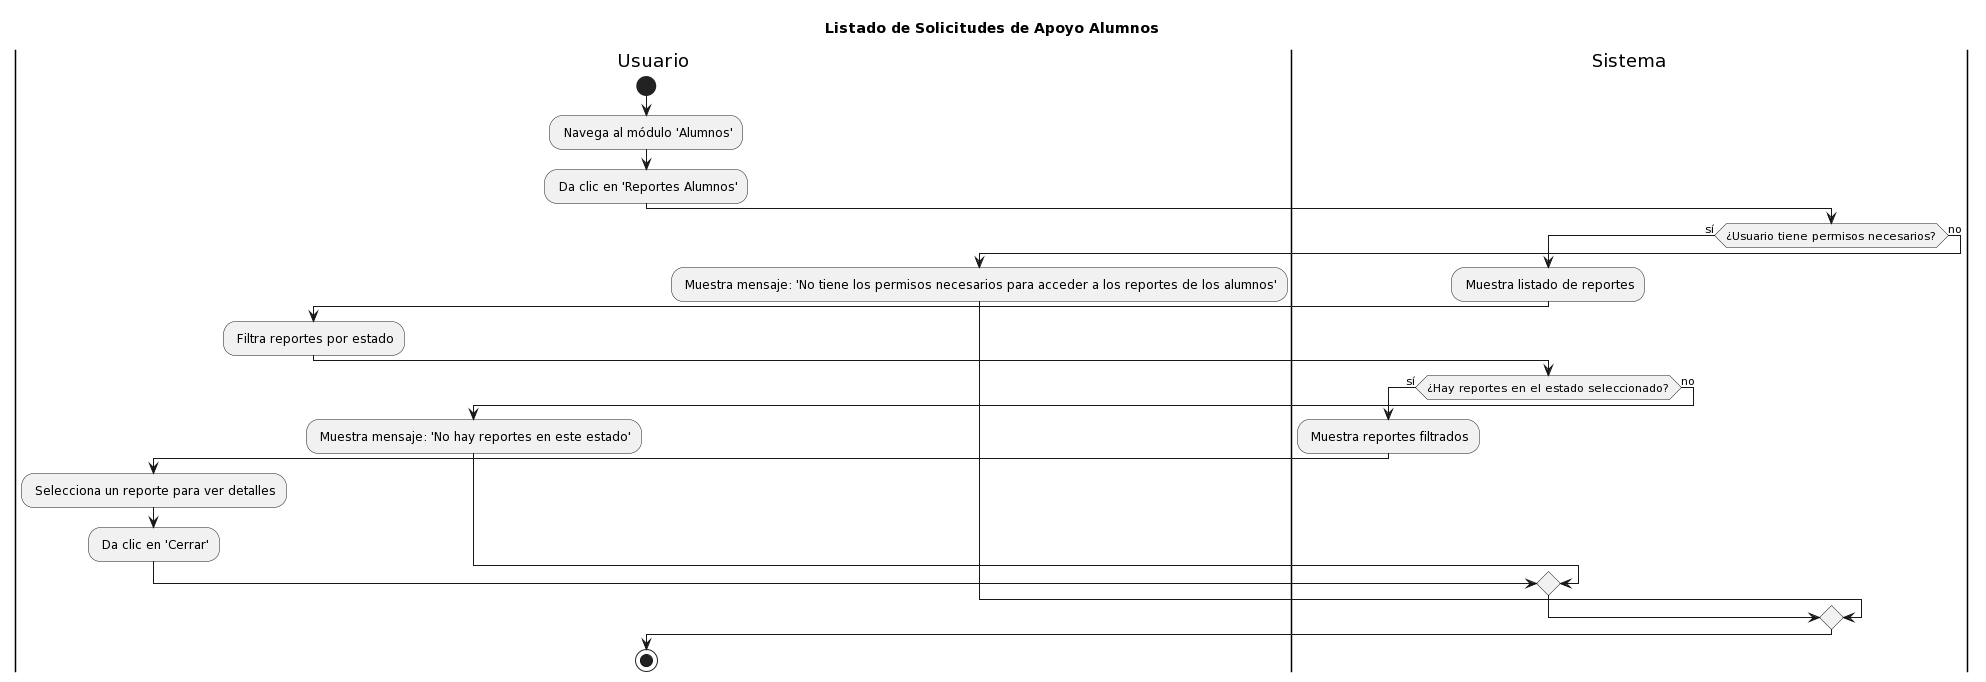 Listado de Solicitudes de Apoyo Alumnos
Usuario
Sistema
Navega al módulo 'Alumnos'
Da clic en 'Reportes Alumnos'
sí
¿Usuario tiene permisos necesarios?
no
Muestra mensaje: 'No tiene los permisos necesarios para acceder a los reportes de los alumnos'
Muestra listado de reportes
Filtra reportes por estado
sí
¿Hay reportes en el estado seleccionado?
no
Muestra mensaje: 'No hay reportes en este estado'
Muestra reportes filtrados
Selecciona un reporte para ver detalles
Da clic en 'Cerrar'